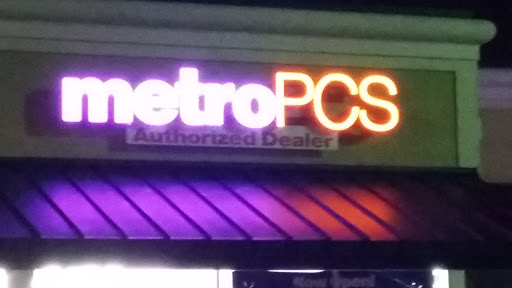 metroPCS
Authorized Dealer
Now Open!